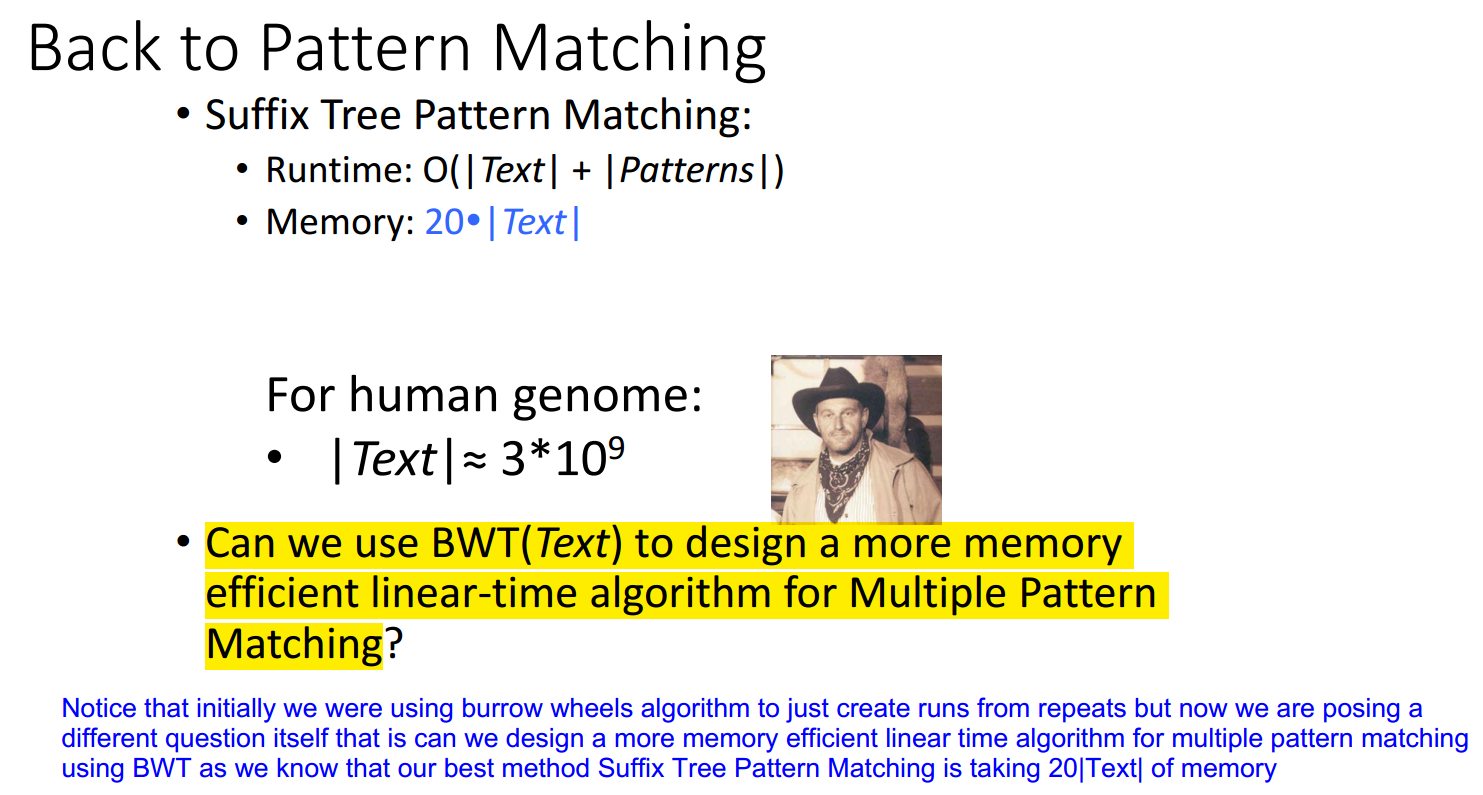 Back to Pattern Matching
• Suffix Tree Pattern Matching:
• Runtime: O(|Text| + |Patterns|)
• Memory: 20•|Text|
For human genome:
• |Text|≈ 3*10⁹
• Can we use BWT(Text) to design a more memory
efficient linear-time algorithm for Multiple Pattern
Matching?
Notice that initially we were using burrow wheels algorithm to just create runs from repeats but now we are posing a
different question itself that is can we design a more memory efficient linear time algorithm for multiple pattern matching
using BWT as we know that our best method Suffix Tree Pattern Matching is taking 20|Text| of memory